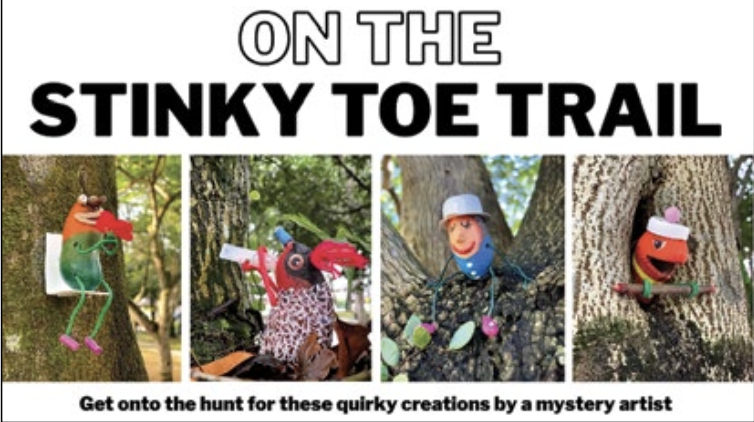 ON THE
STINKY TOE TRAIL
Get onto the hunt for these quirky creations by a mystery artist